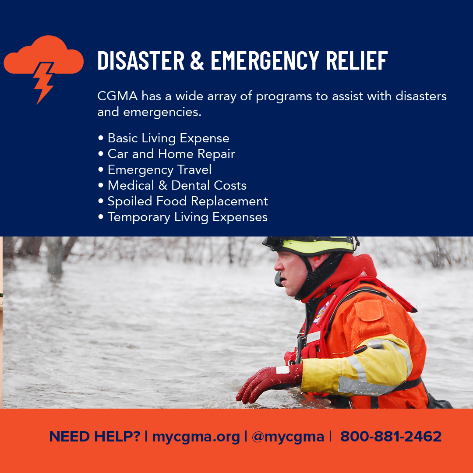 DISASTER & EMERGENCY RELIEF
CGMA has a wide array of programs to assist with disasters
and emergencies.
• Basic Living Expense
• Car and Home Repair
• Emergency Travel
• Medical & Dental Costs
• Spoiled Food Replacement
• Temporary Living Expenses
NEED HELP? | mycgma.org | @mycgma | 800-881-2462